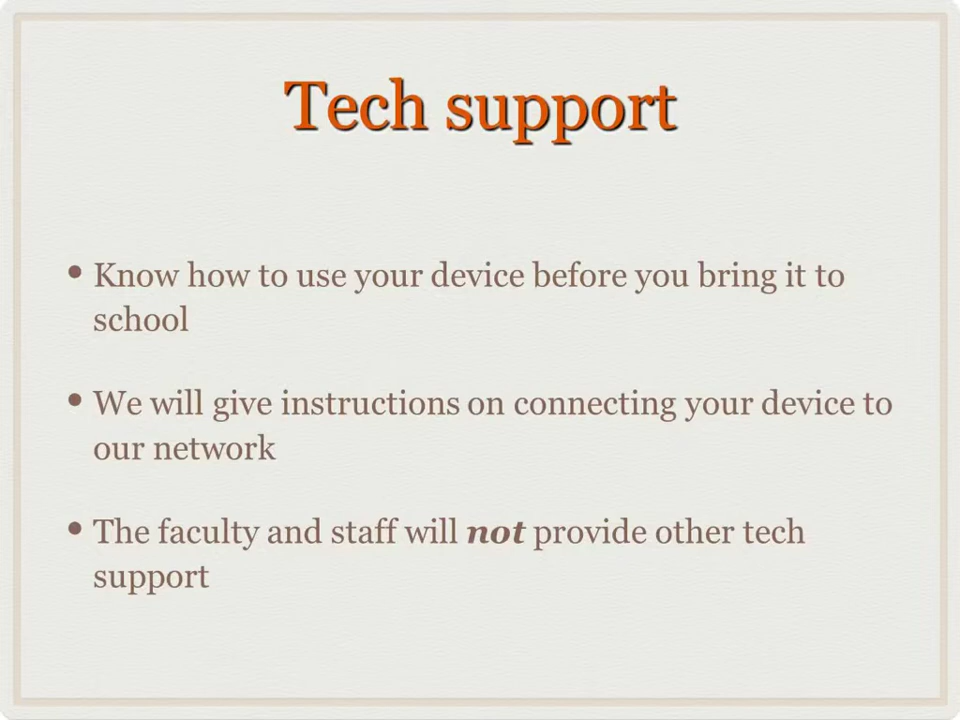 Tech support
• Know how to use your device before you bring it to
school
• We will give instructions on connecting your device to
our network
• The faculty and staff will not provide other tech
support